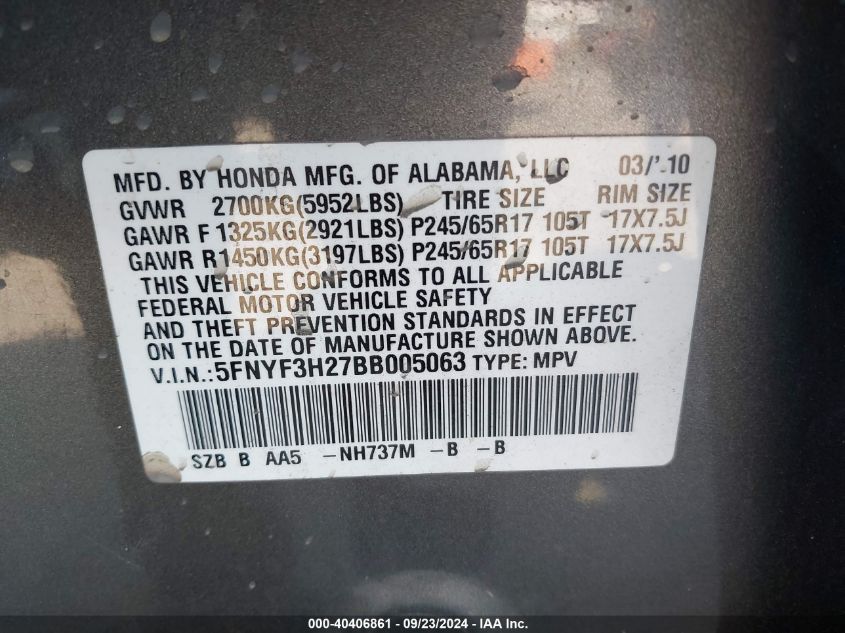 MFD. BY HONDA MFG. OF ALABAMA, LLC 03/'10
GVWR 2700KG(5952LBS) TIRE SIZE RIM SIZE
GAWR F 1325KG(2921LBS) P245/65R17 105T 17X7.5J
GAWR R1450KG(3197LBS) P245/65R17 105T 17X7.5J
THIS VEHICLE CONFORMS TO ALL APPLICABLE
FEDERAL MOTOR VEHICLE SAFETY
AND THEFT PREVENTION STANDARDS IN EFFECT
ON THE DATE OF MANUFACTURE SHOWN ABOVE.
V.I.N.:5FNYF3H27BB005063 TYPE: MPV
SZB B AA5 -NH737M -B -B
000-40406861 - 09/23/2024 - IAA Inc.